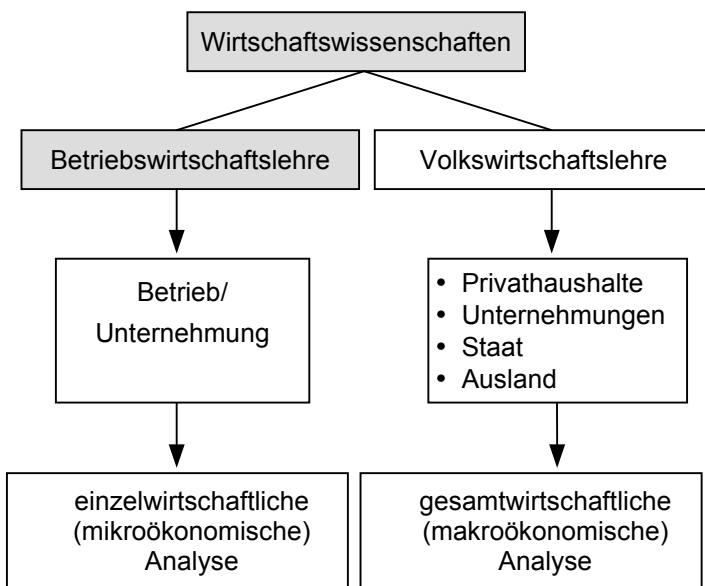 Wirtschaftswissenschaften
Betriebswirtschaftslehre
Volkswirtschaftslehre
Betrieb/
Unternehmung
• Privathaushalte
• Unternehmungen
• Staat
• Ausland
einzelwirtschaftliche
(mikroökonomische)
Analyse
gesamtwirtschaftliche
(makroökonomische)
Analyse